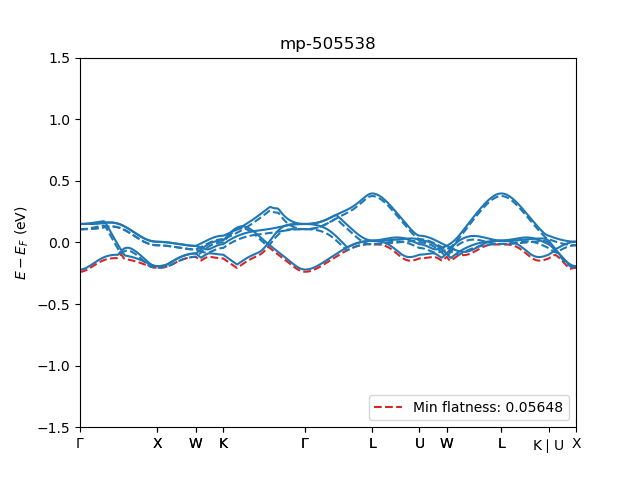 mp-505538
1.5
1.0
0.5
0.0
−0.5
−1.0
−1.5
E − E_F (eV)
Min flatness: 0.05648
Γ X W K Γ L U W L K | U X